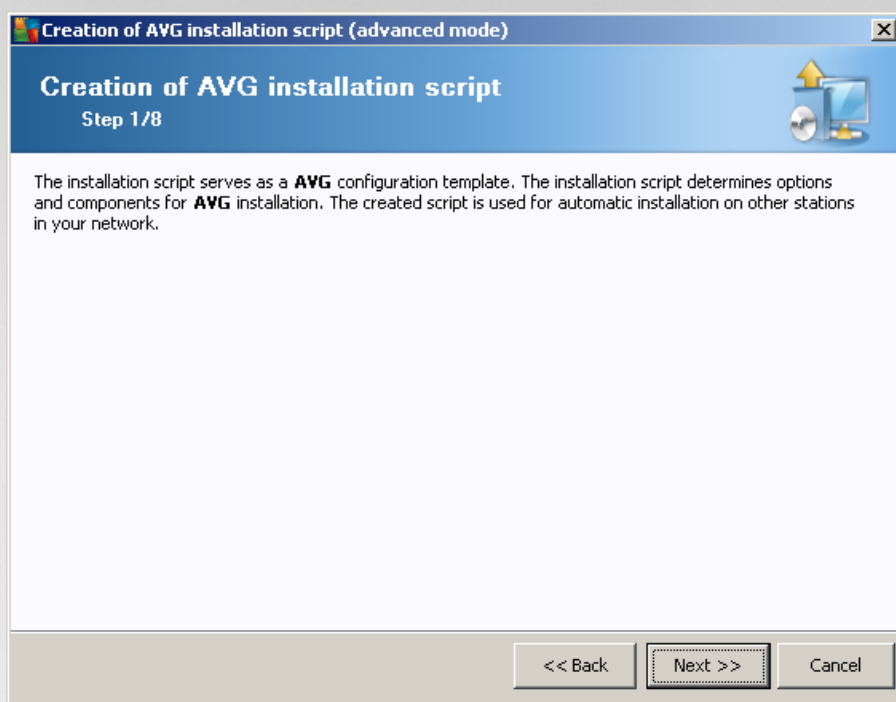 Creation of AVG installation script (advanced mode)
Creation of AVG installation script
Step 1/8
The installation script serves as a AVG configuration template. The installation script determines options
and components for AVG installation. The created script is used for automatic installation on other stations
in your network.
<< Back
Next >>
Cancel